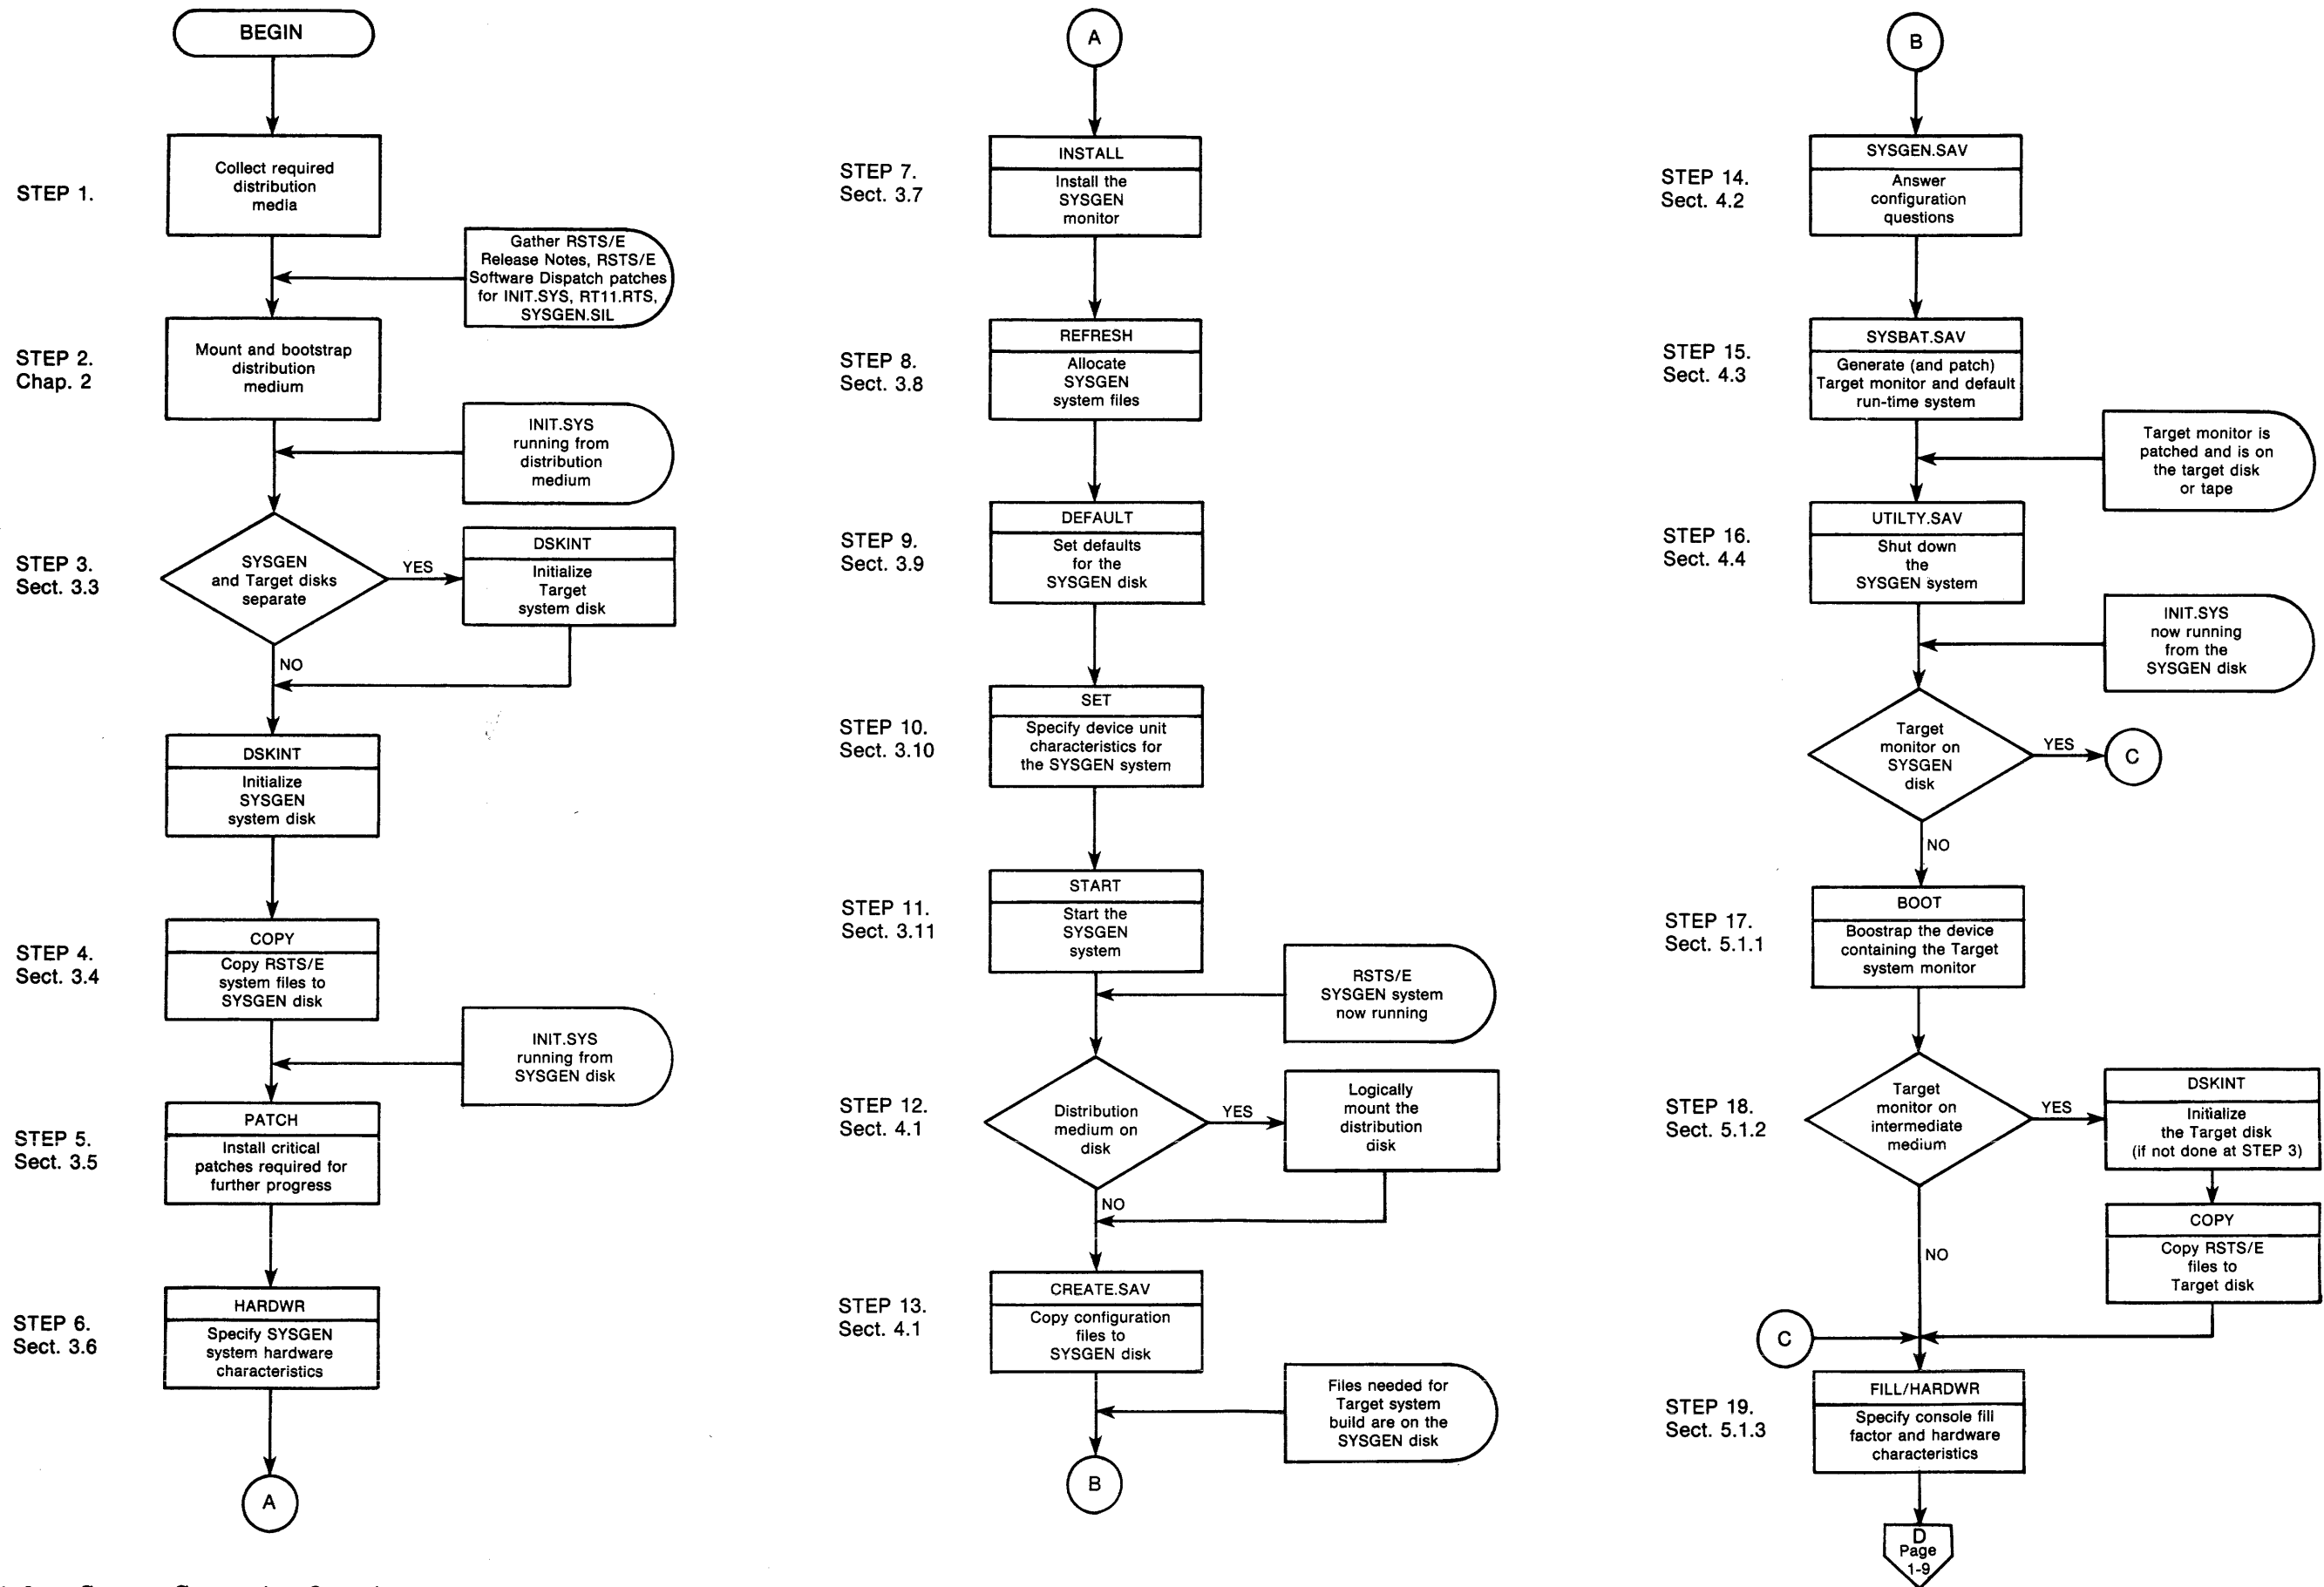 BEGIN
STEP 1.
Collect required
distribution
media
Gather RSTS/E
Release Notes, RSTS/E
Software Dispatch patches
for INIT.SYS, RT11.RTS,
SYSGEN.SIL
STEP 2.
Chap. 2
Mount and bootstrap
distribution
medium
INIT.SYS
running from
distribution
medium
STEP 3.
Sect. 3.3
SYSGEN
and Target disks
separate
YES
DSKINT
Initialize
Target
system disk
NO
DSKINT
Initialize
SYSGEN
system disk
STEP 4.
Sect. 3.4
COPY
Copy RSTS/E
system files to
SYSGEN disk
INIT.SYS
running from
SYSGEN disk
STEP 5.
Sect. 3.5
PATCH
Install critical
patches required for
further progress
STEP 6.
Sect. 3.6
HARDWR
Specify SYSGEN
system hardware
characteristics
A
A
STEP 7.
Sect. 3.7
INSTALL
Install the
SYSGEN
monitor
STEP 8.
Sect. 3.8
REFRESH
Allocate
SYSGEN
system files
STEP 9.
Sect. 3.9
DEFAULT
Set defaults
for the
SYSGEN disk
STEP 10.
Sect. 3.10
SET
Specify device unit
characteristics for
the SYSGEN system
STEP 11.
Sect. 3.11
START
Start the
SYSGEN
system
RSTS/E
SYSGEN system
now running
STEP 12.
Sect. 4.1
Distribution
medium on
disk
YES
Logically
mount the
distribution
disk
NO
STEP 13.
Sect. 4.1
CREATE.SAV
Copy configuration
files to
SYSGEN disk
Files needed for
Target system
build are on the
SYSGEN disk
B
B
STEP 14.
Sect. 4.2
SYSGEN.SAV
Answer
configuration
questions
STEP 15.
Sect. 4.3
SYSBAT.SAV
Generate (and patch)
Target monitor and default
run-time system
Target monitor is
patched and is on
the target disk
or tape
STEP 16.
Sect. 4.4
UTILTY.SAV
Shut down
the
SYSGEN system
INIT.SYS
now running
from the
SYSGEN disk
Target
monitor on
SYSGEN
disk
YES
C
NO
STEP 17.
Sect. 5.1.1
BOOT
Boostrap the device
containing the Target
system monitor
STEP 18.
Sect. 5.1.2
Target
monitor on
intermediate
medium
YES
DSKINT
Initialize
the Target disk
(if not done at STEP 3)
COPY
Copy RSTS/E
files to
Target disk
NO
C
STEP 19.
Sect. 5.1.3
FILL/HARDWR
Specify console fill
factor and hardware
characteristics
D
Page
1-9